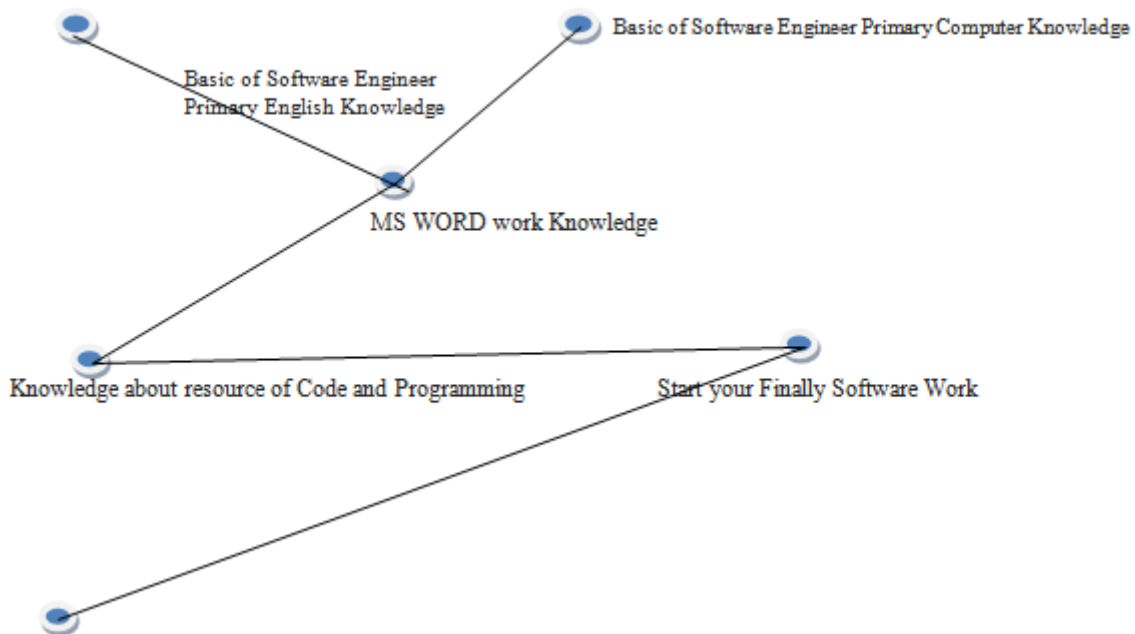 Basic of Software Engineer Primary Computer Knowledge
Basic of Software Engineer
Primary English Knowledge
MS WORD work Knowledge
Knowledge about resource of Code and Programming
Start your Finally Software Work